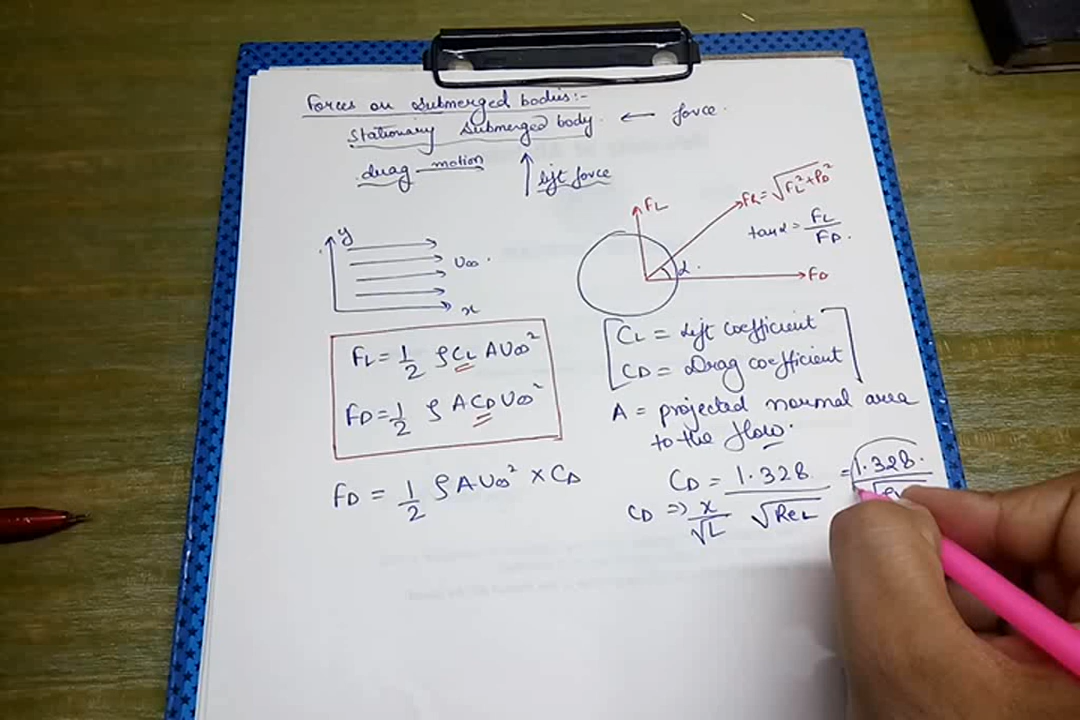 Forces on submerged bodies:-
Stationary submerged body. ← force
drag motion ↑ lift force
y
U∞
x
FL
FR = √FL²+FD²
tan α = FL/FD.
α
FD
FL = 1/2 ρ CL A U∞²
FD = 1/2 ρ A CD U∞²
CL = Lift coefficient
CD = Drag coefficient
A = projected normal area
to the flow.
FD = 1/2 ρ A U∞² × CD
CD = 1.328/√ReL = 1.328.
CD ⇒ x/√L